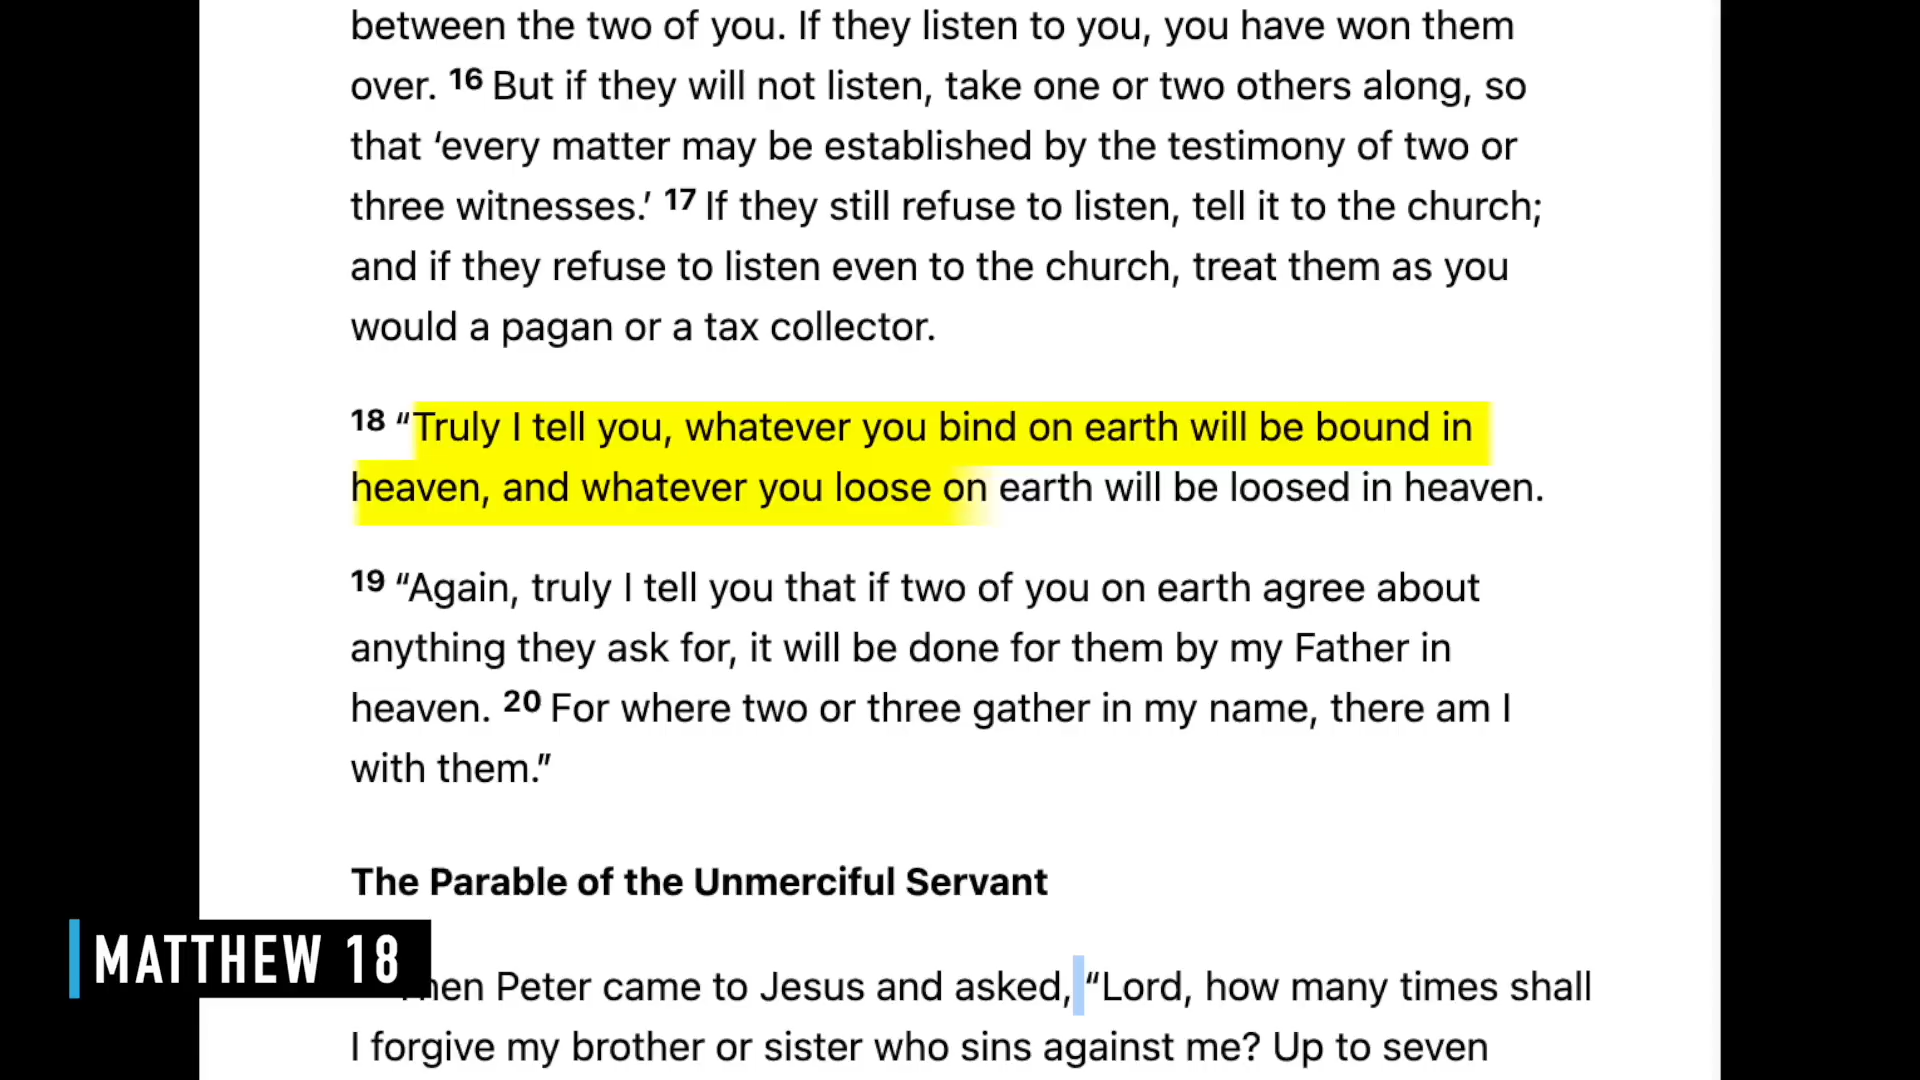 between the two of you. If they listen to you, you have won them
over. 16 But if they will not listen, take one or two others along, so
that ‘every matter may be established by the testimony of two or
three witnesses.’ 17 If they still refuse to listen, tell it to the church;
and if they refuse to listen even to the church, treat them as you
would a pagan or a tax collector.
18 “Truly I tell you, whatever you bind on earth will be bound in
heaven, and whatever you loose on earth will be loosed in heaven.
19 “Again, truly I tell you that if two of you on earth agree about
anything they ask for, it will be done for them by my Father in
heaven. 20 For where two or three gather in my name, there am I
with them.”
The Parable of the Unmerciful Servant
MATTHEW 18
Peter came to Jesus and asked, “Lord, how many times shall
I forgive my brother or sister who sins against me? Up to seven